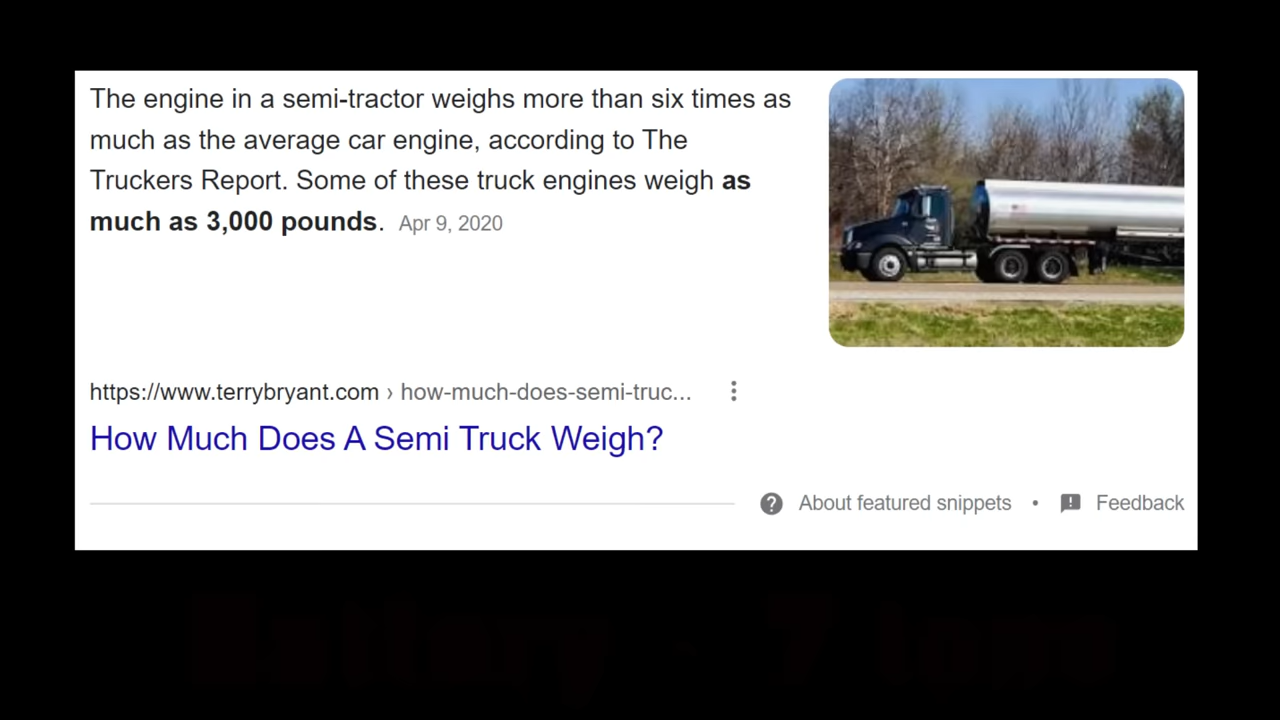 The engine in a semi-tractor weighs more than six times as
much as the average car engine, according to The
Truckers Report. Some of these truck engines weigh as
much as 3,000 pounds. Apr 9, 2020
https://www.terrybryant.com › how-much-does-semi-truc...
How Much Does A Semi Truck Weigh?
About featured snippets • Feedback